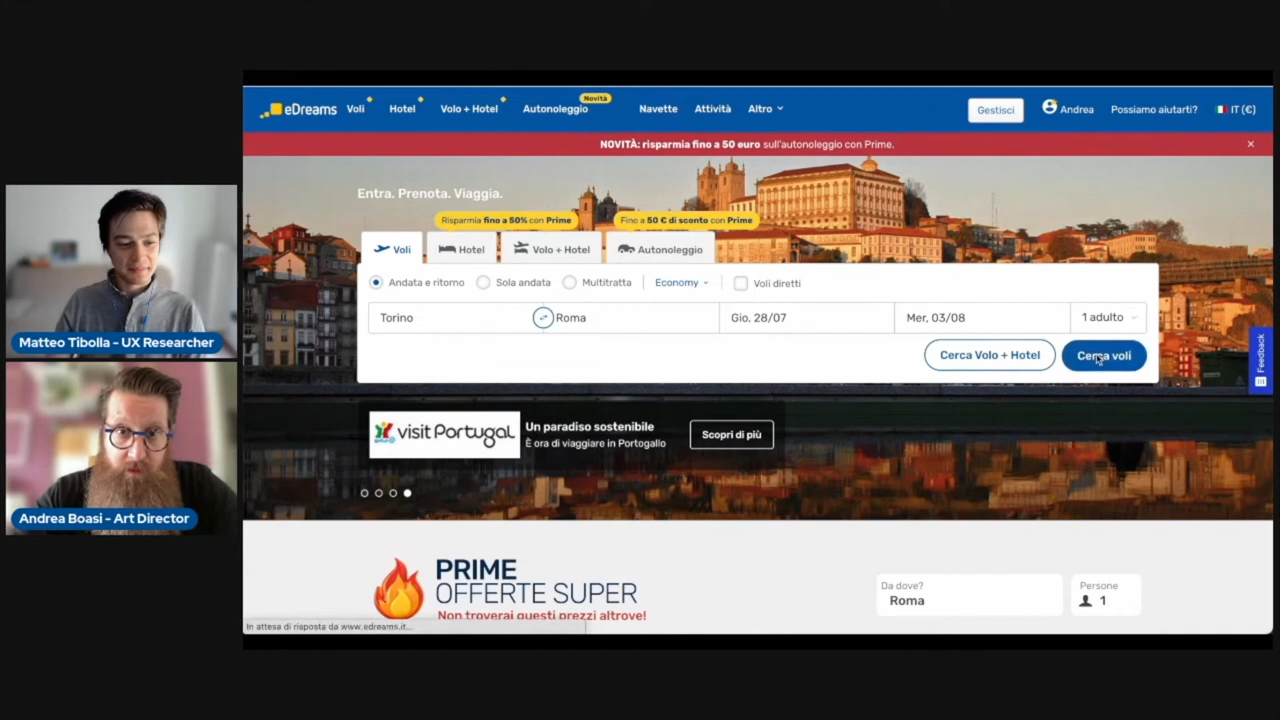 eDreams Voli Hotel Volo + Hotel Autonoleggio Novità Navette Attività Altro Gestisci Andrea Possiamo aiutarti? IT (€)
NOVITÀ: risparmia fino a 50 euro sull'autonoleggio con Prime.
Entra. Prenota. Viaggia.
Risparmia fino a 50% con Prime Fino a 50 € di sconto con Prime
Voli Hotel Volo + Hotel Autonoleggio
Andata e ritorno Sola andata Multitratta Economy Voli diretti
Torino Roma Gio, 28/07 Mer, 03/08 1 adulto
Cerca Volo + Hotel Cerca voli
Feedback
Matteo Tibolla - UX Researcher
visit Portugal
Un paradiso sostenibile
È ora di viaggiare in Portogallo
Scopri di più
Andrea Boasi - Art Director
PRIME
OFFERTE SUPER
Non troverai questi prezzi altrove!
Da dove?
Roma
Persone
1
In attesa di risposta da www.edreams.it...